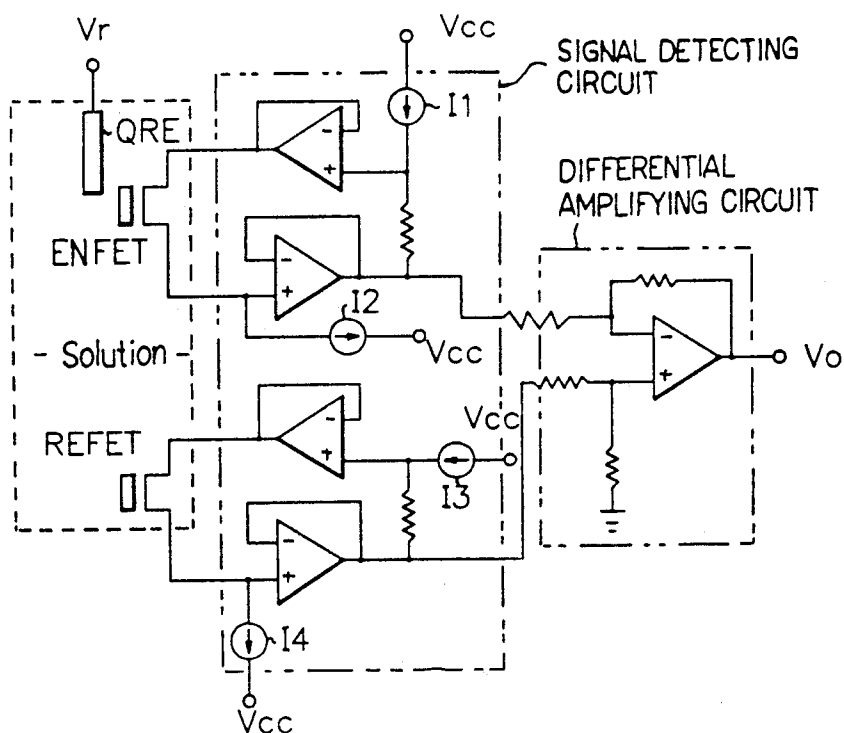 Vr
Vcc
SIGNAL DETECTING
CIRCUIT
I1
QRE
- +
DIFFERENTIAL
AMPLIFYING CIRCUIT
ENFET
- +
I2
Vcc
- Solution -
- +
Vo
REFET
- +
Vcc
I3
- +
I4
Vcc